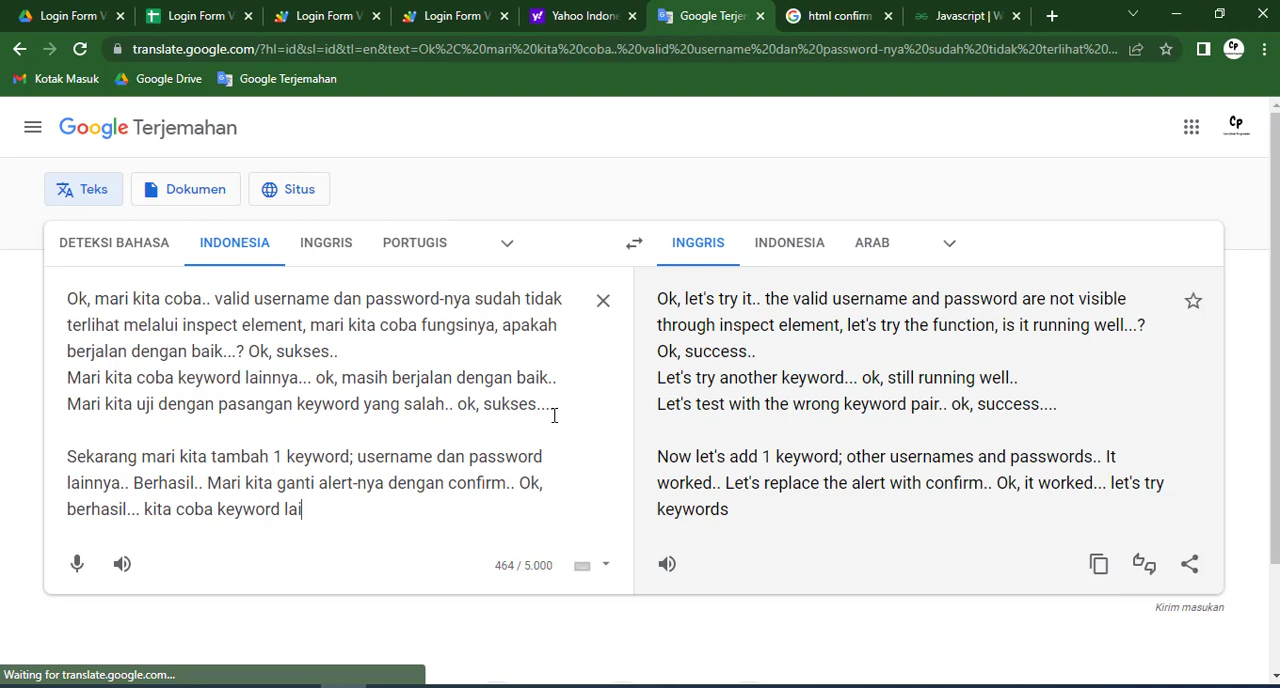 Login Form V
Login Form V
Login Form V
Login Form V
Yahoo Indone
Google Terjer
html confirm
Javascript | W
translate.google.com/?hl=id&sl=id&tl=en&text=Ok%2C%20mari%20kita%20coba..%20valid%20username%20dan%20password-nya%20sudah%20tidak%20terlihat%20...
Cp
Kotak Masuk
Google Drive
Google Terjemahan
Google Terjemahan
Cp
Teks
Dokumen
Situs
DETEKSI BAHASA
INDONESIA
INGGRIS
PORTUGIS
INGGRIS
INDONESIA
ARAB
Ok, mari kita coba.. valid username dan password-nya sudah tidak
terlihat melalui inspect element, mari kita coba fungsinya, apakah
berjalan dengan baik...? Ok, sukses..
Mari kita coba keyword lainnya... ok, masih berjalan dengan baik..
Mari kita uji dengan pasangan keyword yang salah.. ok, sukses....
Sekarang mari kita tambah 1 keyword; username dan password
lainnya.. Berhasil.. Mari kita ganti alert-nya dengan confirm.. Ok,
berhasil... kita coba keyword lai
Ok, let's try it.. the valid username and password are not visible
through inspect element, let's try the function, is it running well...?
Ok, success..
Let's try another keyword... ok, still running well..
Let's test with the wrong keyword pair.. ok, success....
Now let's add 1 keyword; other usernames and passwords.. It
worked.. Let's replace the alert with confirm.. Ok, it worked... let's try
keywords
464 / 5.000
Kirim masukan
Waiting for translate.google.com...